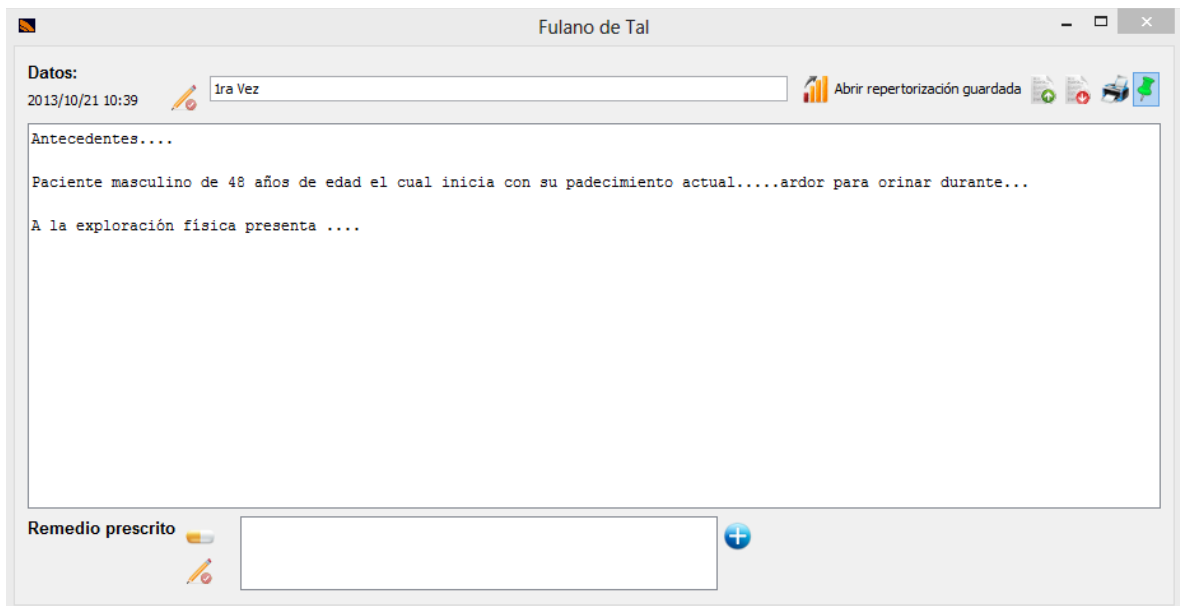 Fulano de Tal
Datos:
2013/10/21 10:39
1ra Vez
Abrir repertorización guardada
Antecedentes....
Paciente masculino de 48 años de edad el cual inicia con su padecimiento actual.....ardor para orinar durante...
A la exploración física presenta ....
Remedio prescrito